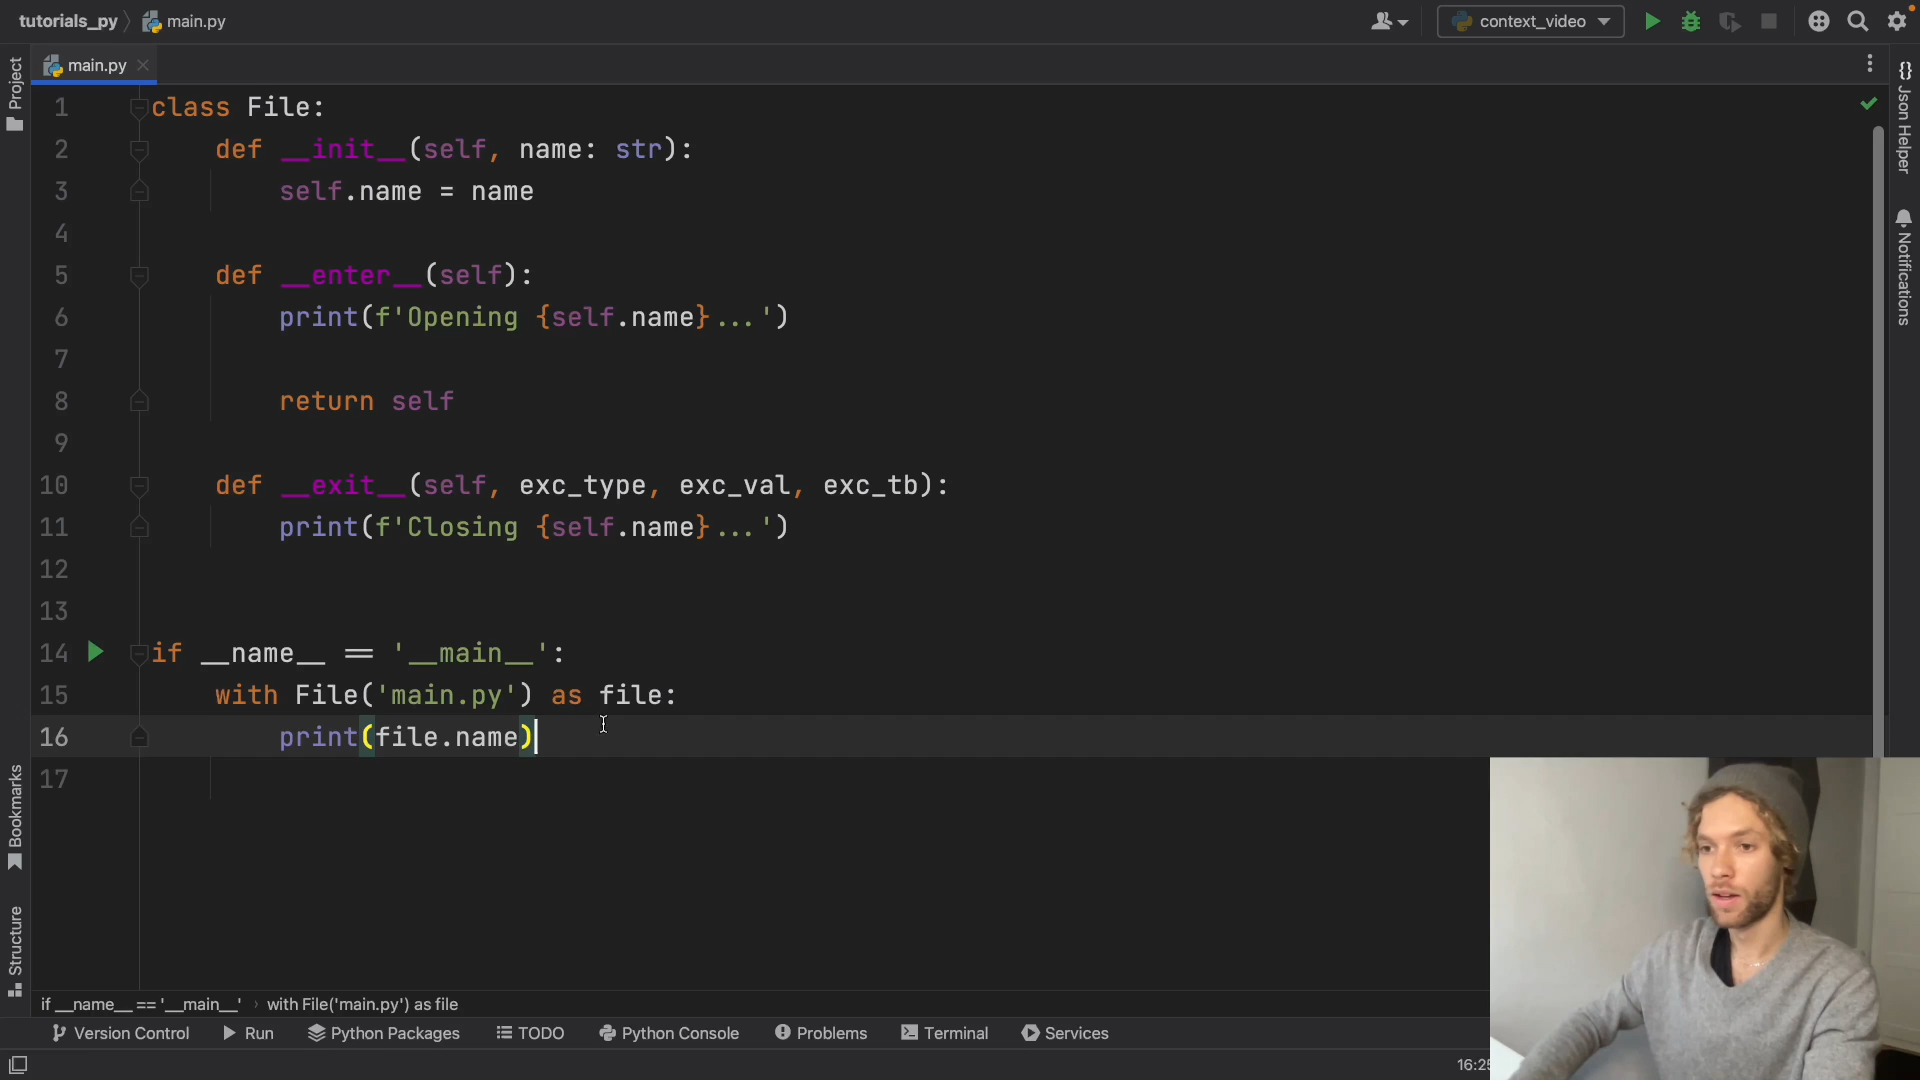 tutorials_py main.py
context_video
main.py
Project
Json Helper
Notifications
Bookmarks
Structure
1 class File:
2 def __init__(self, name: str):
3 self.name = name
4
5 def __enter__(self):
6 print(f'Opening {self.name}...')
7
8 return self
9
10 def __exit__(self, exc_type, exc_val, exc_tb):
11 print(f'Closing {self.name}...')
12
13
14 if __name__ == '__main__':
15 with File('main.py') as file:
16 print(file.name)
17
if __name__ == '__main__' › with File('main.py') as file
Version Control Run Python Packages TODO Python Console Problems Terminal Services
16:25